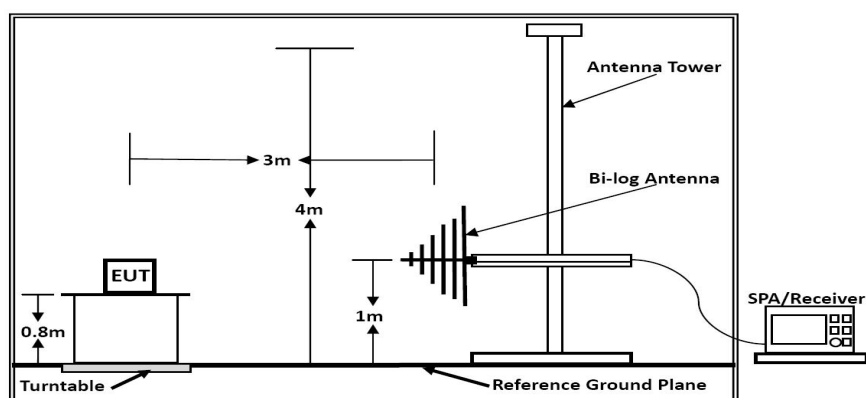 Antenna Tower
3m
Bi-log Antenna
4m
EUT
SPA/Receiver
0.8m
1m
Turntable
Reference Ground Plane